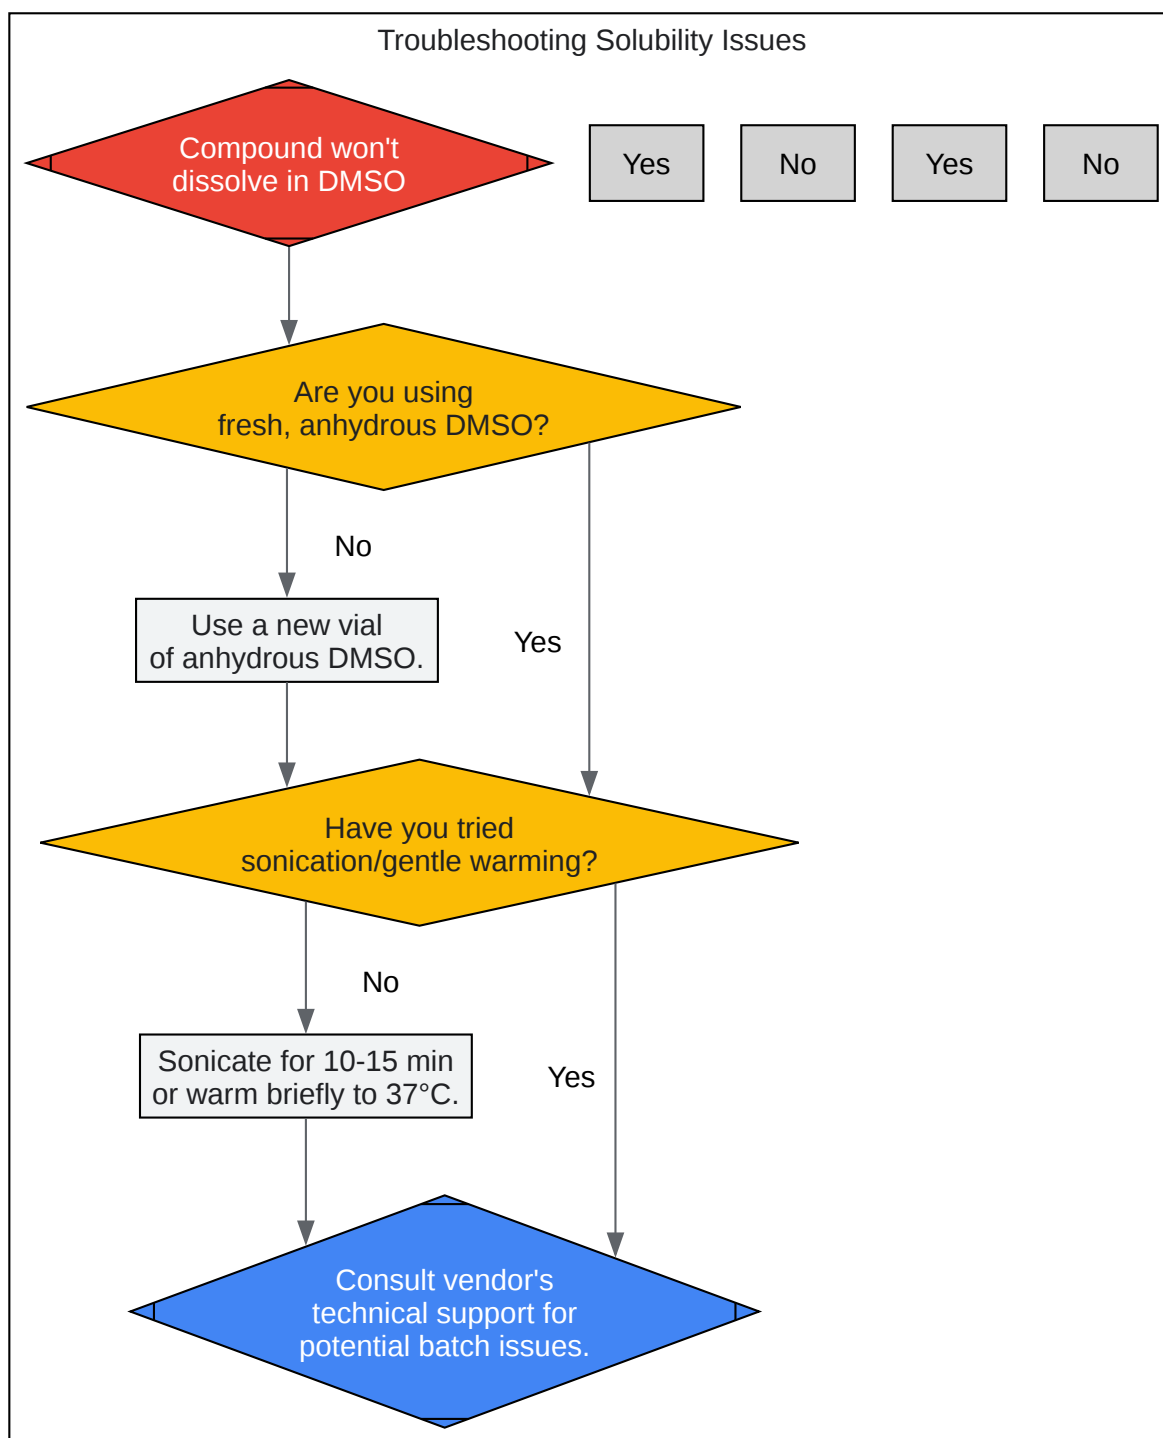 Troubleshooting Solubility Issues
Compound won't
dissolve in DMSO
Yes
No
Yes
No
Are you using
fresh, anhydrous DMSO?
No
Use a new vial
of anhydrous DMSO.
Yes
Have you tried
sonication/gentle warming?
No
Sonicate for 10-15 min
or warm briefly to 37°C.
Yes
Consult vendor's
technical support for
potential batch issues.